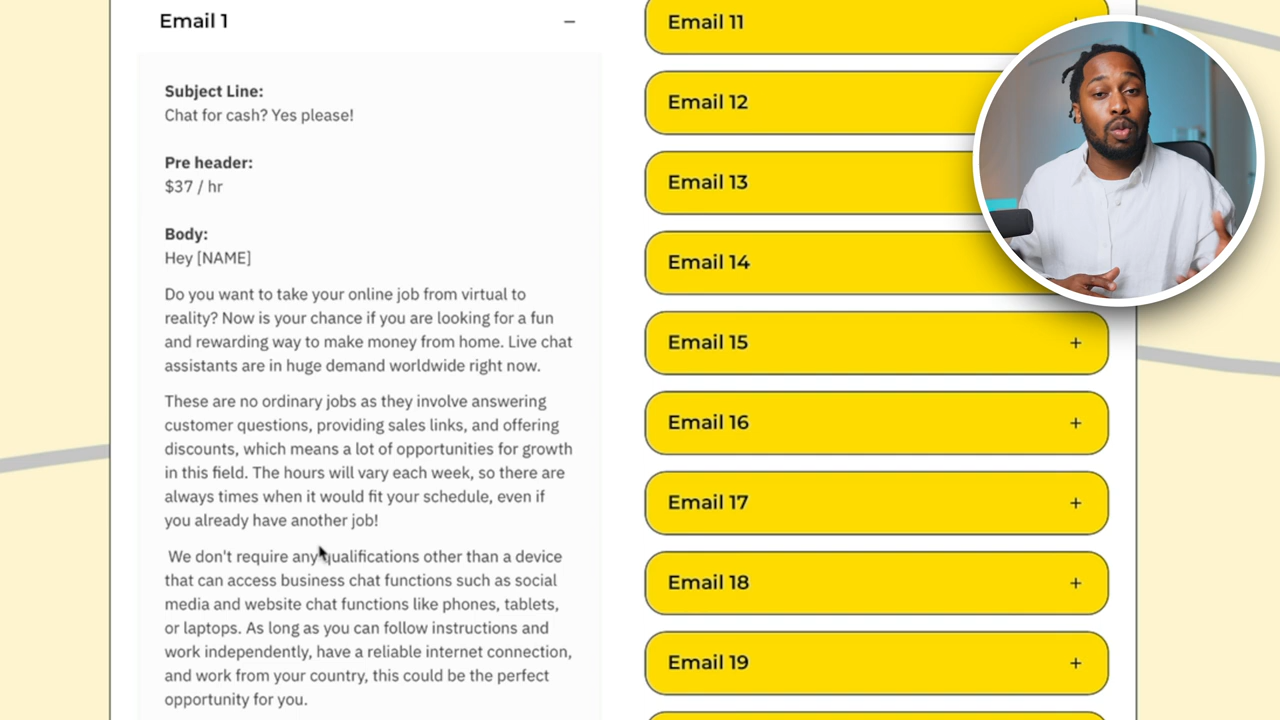 Email 1
Subject Line:
Chat for cash? Yes please!
Pre header:
$37 / hr
Body:
Hey [NAME]
Do you want to take your online job from virtual to
reality? Now is your chance if you are looking for a fun
and rewarding way to make money from home. Live chat
assistants are in huge demand worldwide right now.
These are no ordinary jobs as they involve answering
customer questions, providing sales links, and offering
discounts, which means a lot of opportunities for growth
in this field. The hours will vary each week, so there are
always times when it would fit your schedule, even if
you already have another job!
We don't require any qualifications other than a device
that can access business chat functions such as social
media and website chat functions like phones, tablets,
or laptops. As long as you can follow instructions and
work independently, have a reliable internet connection,
and work from your country, this could be the perfect
opportunity for you.
Email 11
Email 12
Email 13
Email 14
Email 15
Email 16
Email 17
Email 18
Email 19